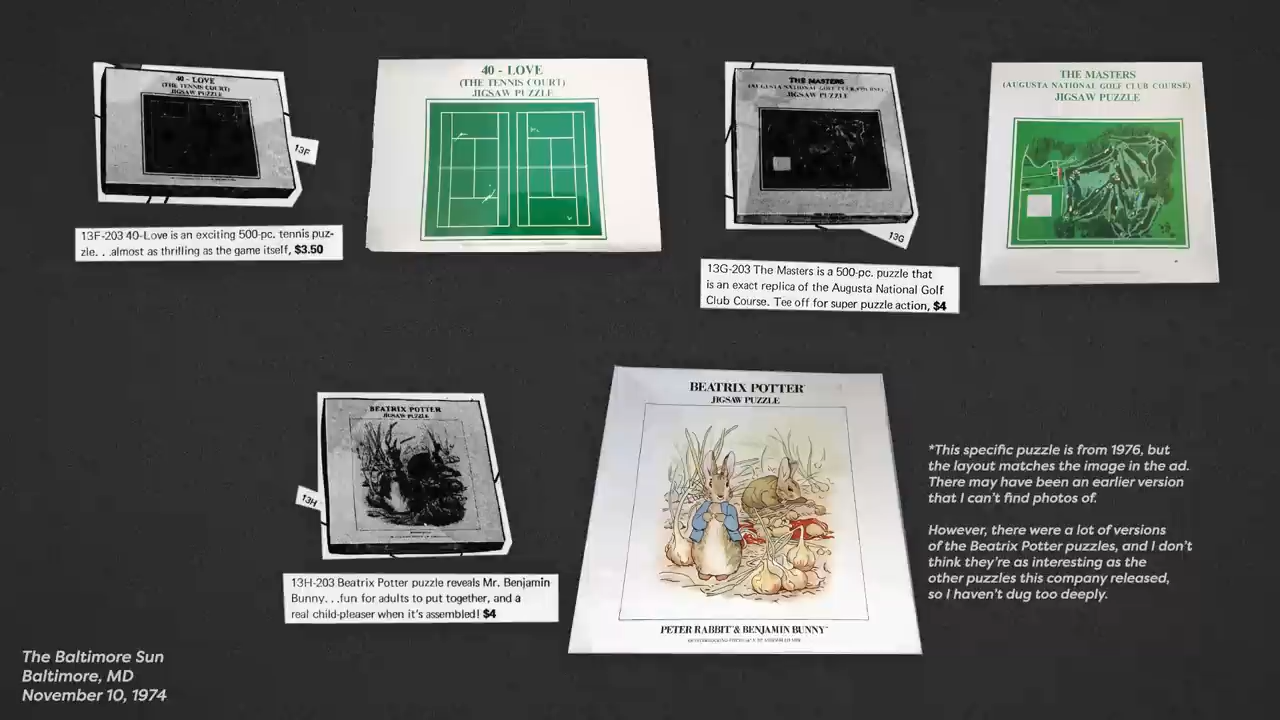 40 - LOVE
(THE TENNIS COURT)
JIGSAW PUZZLE
13F
13F-203 40-Love is an exciting 500-pc. tennis puz-
zle. . .almost as thrilling as the game itself, $3.50
40 - LOVE
(THE TENNIS COURT)
JIGSAW PUZZLE
THE MASTERS
(AUGUSTA NATIONAL GOLF CLUB COURSE)
JIGSAW PUZZLE
13G
13G-203 The Masters is a 500-pc. puzzle that
is an exact replica of the Augusta National Golf
Club Course. Tee off for super puzzle action, $4
THE MASTERS
(AUGUSTA NATIONAL GOLF CLUB COURSE)
JIGSAW PUZZLE
BEATRIX POTTER
JIGSAW PUZZLE
13H
13H-203 Beatrix Potter puzzle reveals Mr. Benjamin
Bunny. . .fun for adults to put together, and a
real child-pleaser when it's assembled! $4
BEATRIX POTTER
JIGSAW PUZZLE
PETER RABBIT™ & BENJAMIN BUNNY™
*This specific puzzle is from 1976, but
the layout matches the image in the ad.
There may have been an earlier version
that I can't find photos of.
However, there were a lot of versions
of the Beatrix Potter puzzles, and I don't
think they're as interesting as the
other puzzles this company released,
so I haven't dug too deeply.
The Baltimore Sun
Baltimore, MD
November 10, 1974